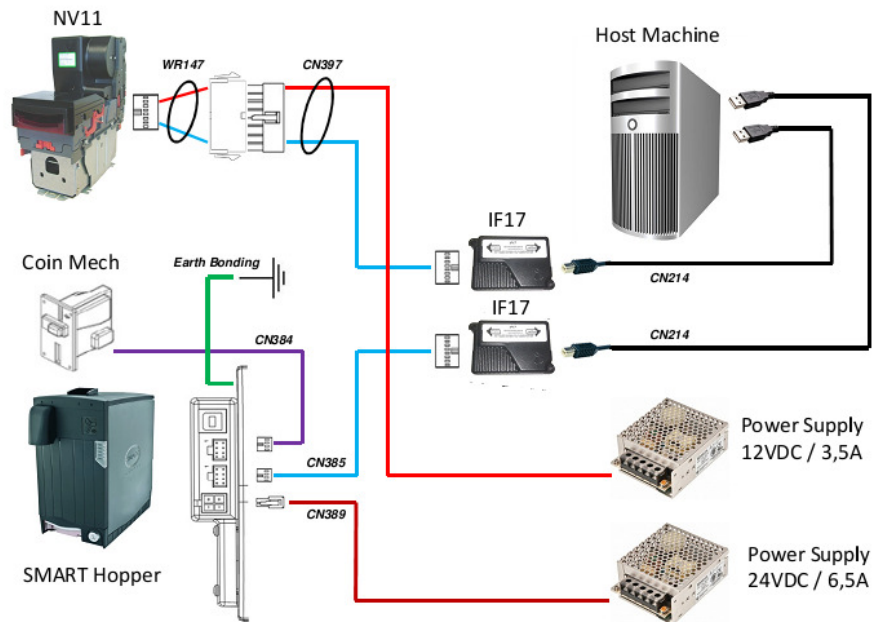 NV11
WR147
CN397
Host Machine
IF17
Coin Mech
Earth Bonding
CN214
IF17
CN384
CN214
CN385
Power Supply
12VDC / 3,5A
CN389
SMART Hopper
Power Supply
24VDC / 6,5A